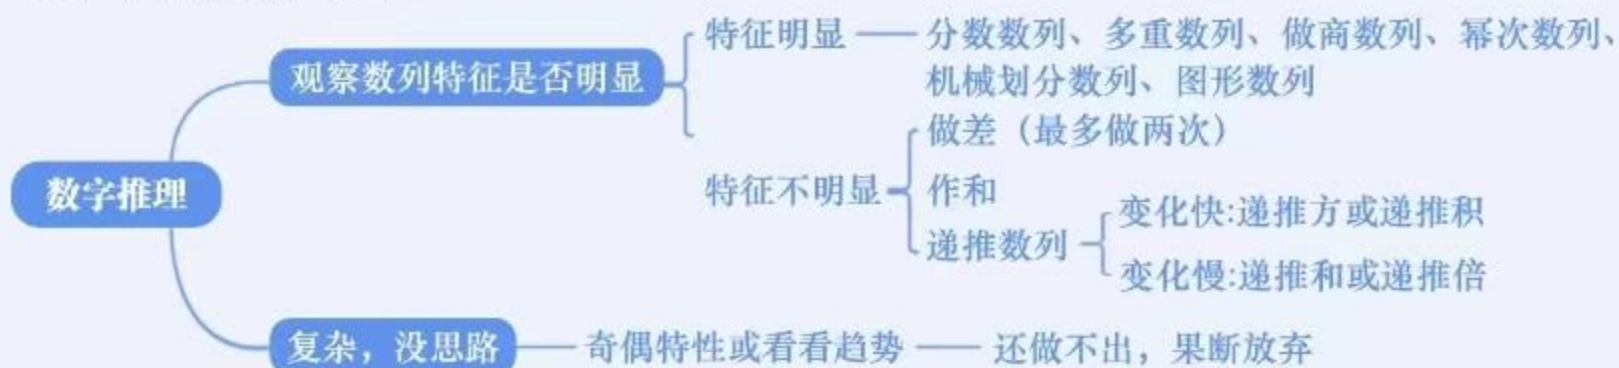 数字推理
观察数列特征是否明显
特征明显
分数数列、多重数列、做商数列、幂次数列、
机械划分数列、图形数列
特征不明显
做差（最多做两次）
作和
递推数列
变化快:递推方或递推积
变化慢:递推和或递推倍
复杂，没思路
奇偶特性或看看趋势
还做不出，果断放弃